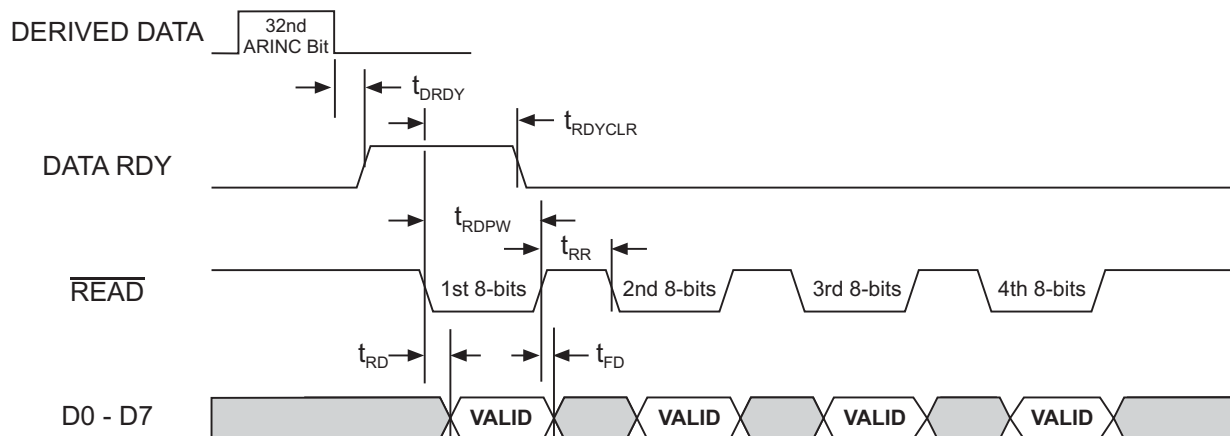 DERIVED DATA
32nd
ARINC Bit
tDRDY
tRDYCLR
DATA RDY
tRDPW
tRR
READ
1st 8-bits
2nd 8-bits
3rd 8-bits
4th 8-bits
tRD
tFD
D0 - D7
VALID
VALID
VALID
VALID